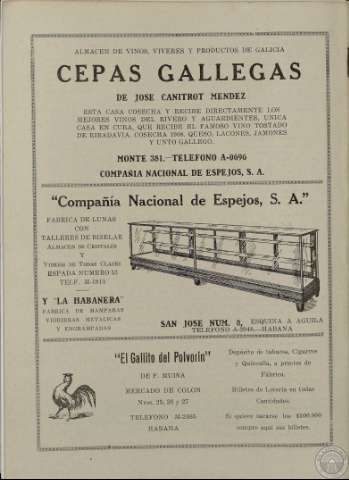 ALMACEN DE VINOS, VIVERES Y PRODUCTOS DE GALICIA
CEPAS GALLEGAS
DE JOSE CANITROT MENDEZ
ESTA CASA COSECHA Y RECIBE DIRECTAMENTE LOS
MEJORES VINOS DEL RIVERO Y AGUARDIENTES, UNICA
CASA EN CUBA, QUE RECIBE EL FAMOSO VINO TOSTADO
DE RIBADAVIA, COSECHA 1908. QUESO, LACONES, JAMONES
Y UNTO GALLEGO.
MONTE 381.—TELEFONO A-0696
COMPAÑIA NACIONAL DE ESPEJOS, S. A.
"Compañía Nacional de Espejos, S. A."
FABRICA DE LUNAS
CON
TALLERES DE BISELAR
ALMACEN DE CRISTALES
Y
VIDRIOS DE TODAS CLASES
ESPADA NUMERO
TELF.
Y "LA HABANERA"
FABRICA DE MAMPARAS
VIDRIERAS METALICAS
Y ENGRAMPADAS
SAN JOSE NUM. 8, ESQUINA A AGUILA
TELEFONO HABANA
"El Gallito del Polvorín"
DE F. MUIÑA
MERCADO DE COLON
Nros. 25, 26 y 27
TELEFONO
HABANA
Depósito de tabacos, Cigarros
y Quincalla, a precios de
Fábrica.
Billetes de Lotería en todas
Cantidades.
Si quiere sacarse los $100.000
compre aquí sus billetes.